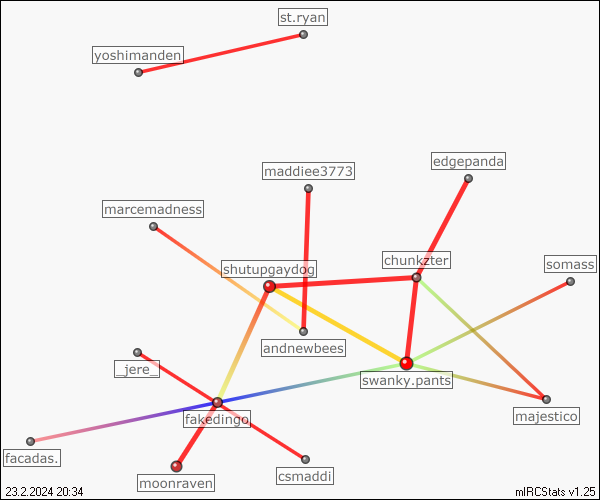 st.ryan
yoshimanden
edgepanda
maddiee3773
marcemadness
chunkzter
somass
shutupgaydog
andnewbees
_jere_
swanky.pants
majestico
fakedingo
facadas.
csmaddi
moonraven
23.2.2024 20:34
mIRCStats v1.25